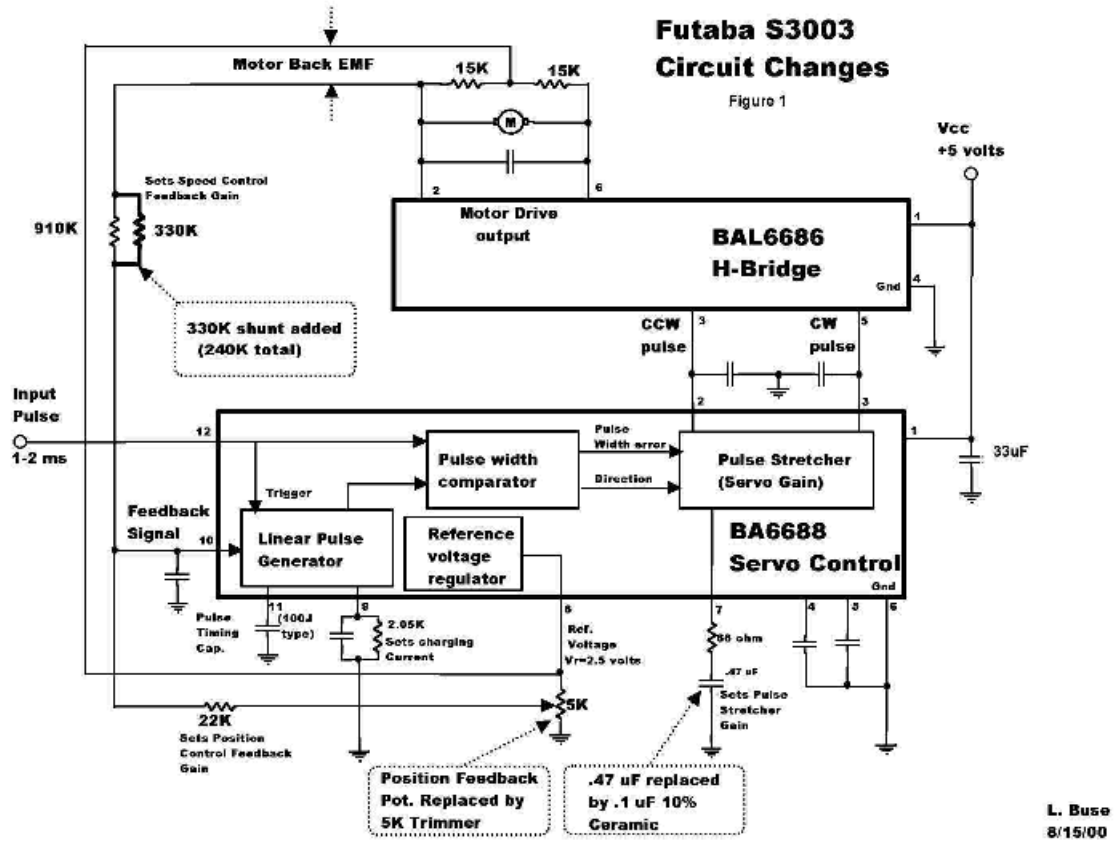 Futaba S3003
Circuit Changes
Figure 1
Motor Back EMF
15K
15K
M
Vcc
+5 volts
2
6
Motor Drive
output
1
BAL6686
H-Bridge
4
Gnd
Sets Speed Control
Feedback Gain
910K
330K
330K shunt added
(240K total)
CCW
pulse
3
CW
pulse
5
2
3
Input
Pulse
1-2 ms
12
1
33uF
Pulse width
comparator
Pulse
Width error
Direction
Pulse Stretcher
(Servo Gain)
Trigger
Feedback
Signal
10
Linear Pulse
Generator
Reference
voltage
regulator
BA6688
Servo Control
Gnd
11
9
7
4
Pulse
Timing
Cap.
(100J
type)
2.05K
Sets charging
Current
Ref.
Voltage
Vr=2.5 volts
.47 uF
Sets Pulse
Stretcher
Gain
5K
22K
Sets Position
Control Feedback
Gain
Position Feedback
Pot. Replaced by
5K Trimmer
.47 uF replaced
by .1 uF 10%
Ceramic
L. Buse
8/15/00